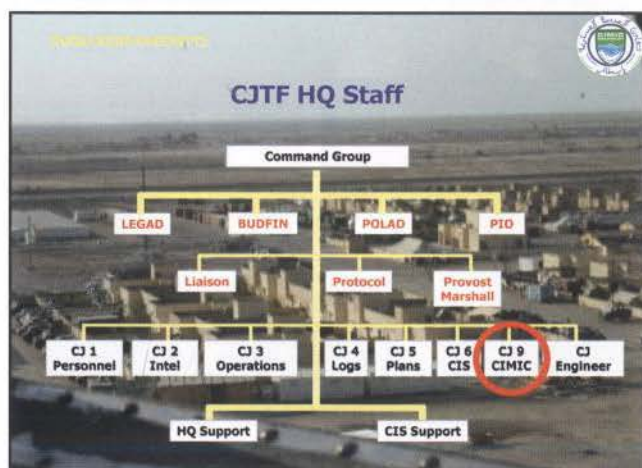 CJTF HQ Staff
Command Group
LEGAD BUDFIN POLAD PIO
Liaison Protocol Provost
Marshall
CJ 1 CJ 2 CJ 3 CJ 4 CJ 5 CJ 6 CJ 9 CJ
Personnel Intel Operations Logs Plans CIS CIMIC Engineer
HQ Support CIS Support